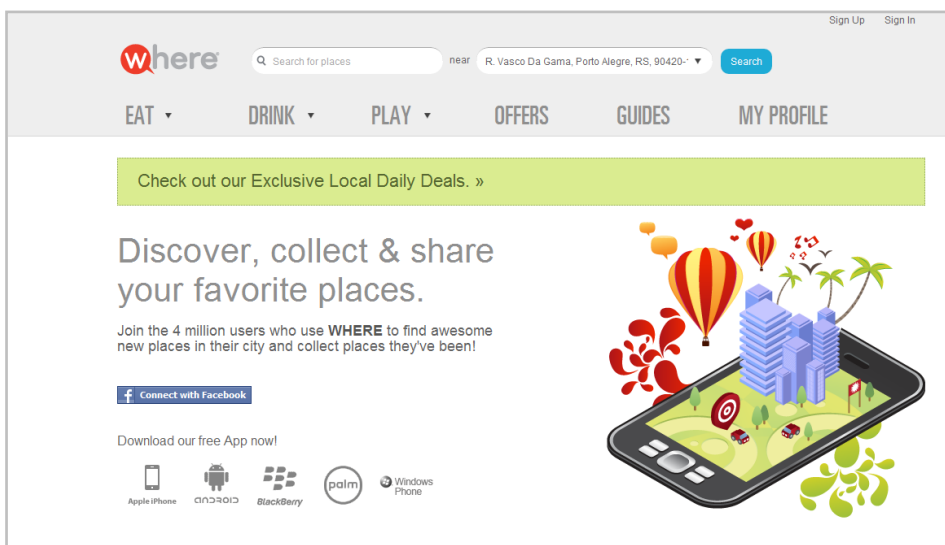 Sign Up Sign In
where
Search for places near R. Vasco Da Gama, Porto Alegre, RS, 90420- Search
EAT DRINK PLAY OFFERS GUIDES MY PROFILE
Check out our Exclusive Local Daily Deals. »
Discover, collect & share
your favorite places.
Join the 4 million users who use WHERE to find awesome
new places in their city and collect places they've been!
f Connect with Facebook
Download our free App now!
Apple iPhone ANDROID BlackBerry palm Windows Phone